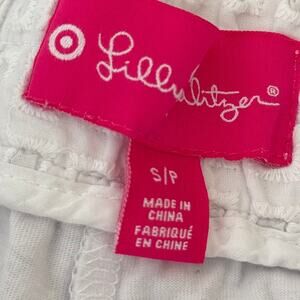 Lilly Pulitzer®
S/P
MADE IN
CHINA
FABRIQUÉ
EN CHINE